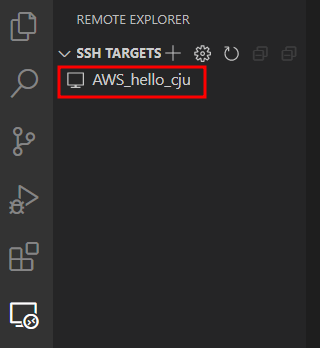 REMOTE EXPLORER
SSH TARGETS
AWS_hello_cju